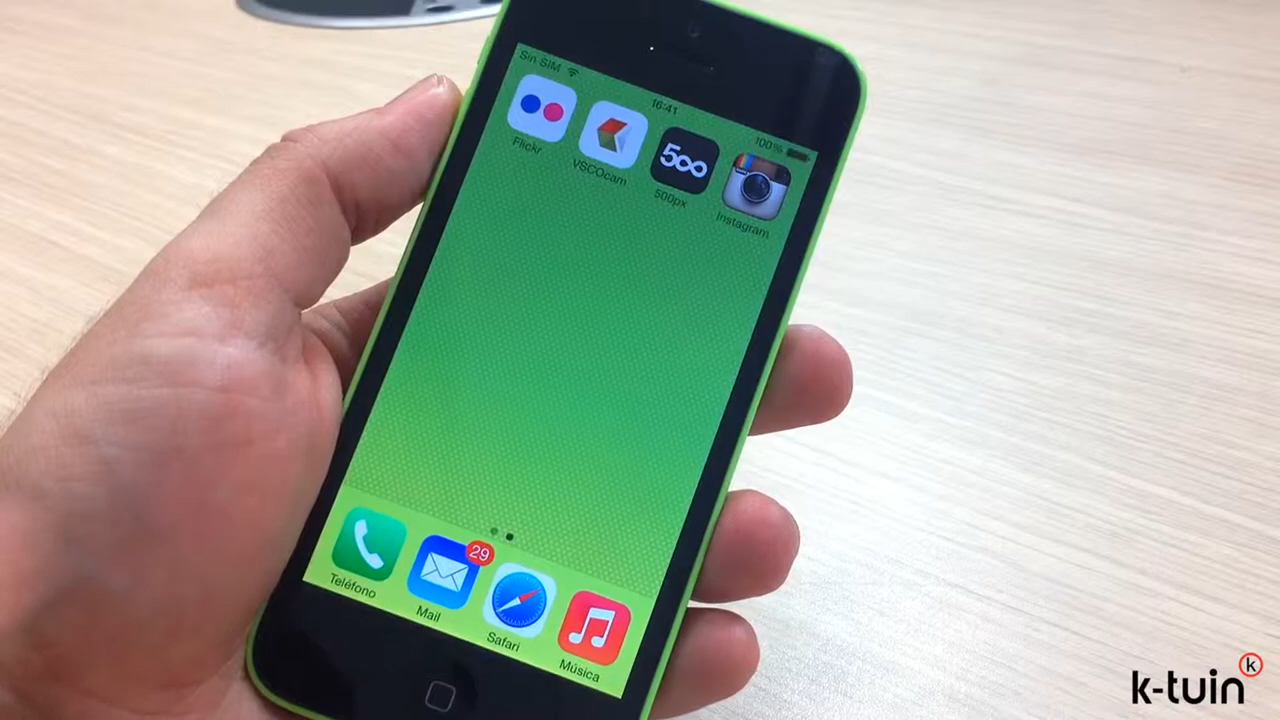 Sin SIM
16:41
100%
Flickr
VSCOcam
500
500px
Instagram
29
Teléfono
Mail
Safari
Música
k-tuin k